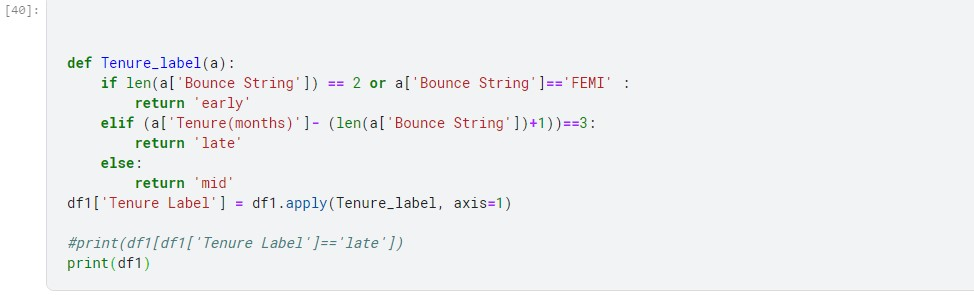 [40]:
def Tenure_label(a):
    if len(a['Bounce String']) == 2 or a['Bounce String']=='FEMI' :
        return 'early'
    elif (a['Tenure(months)']- (len(a['Bounce String'])+1))==3:
        return 'late'
    else:
        return 'mid'
df1['Tenure Label'] = df1.apply(Tenure_label, axis=1)
#print(df1[df1['Tenure Label']=='late'])
print(df1)